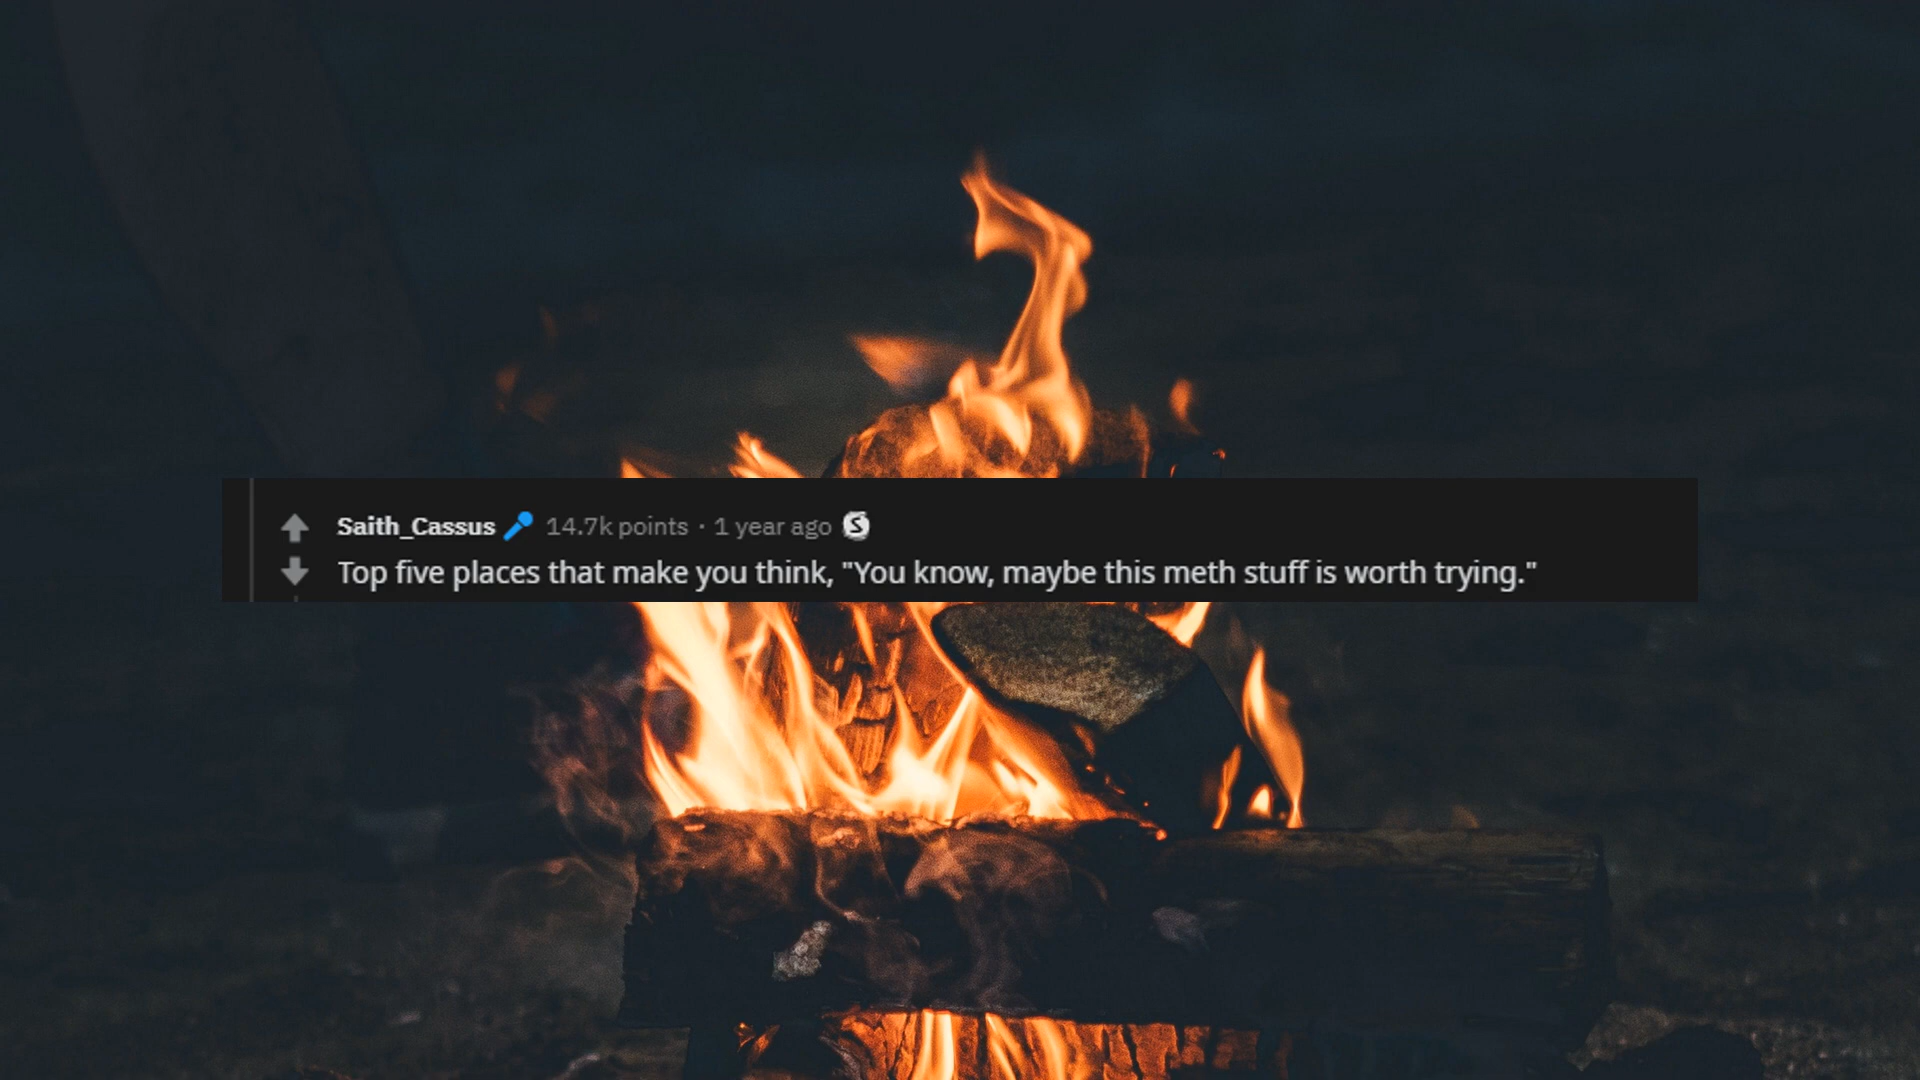 Saith_Cassus 14.7k points · 1 year ago S
Top five places that make you think, "You know, maybe this meth stuff is worth trying."